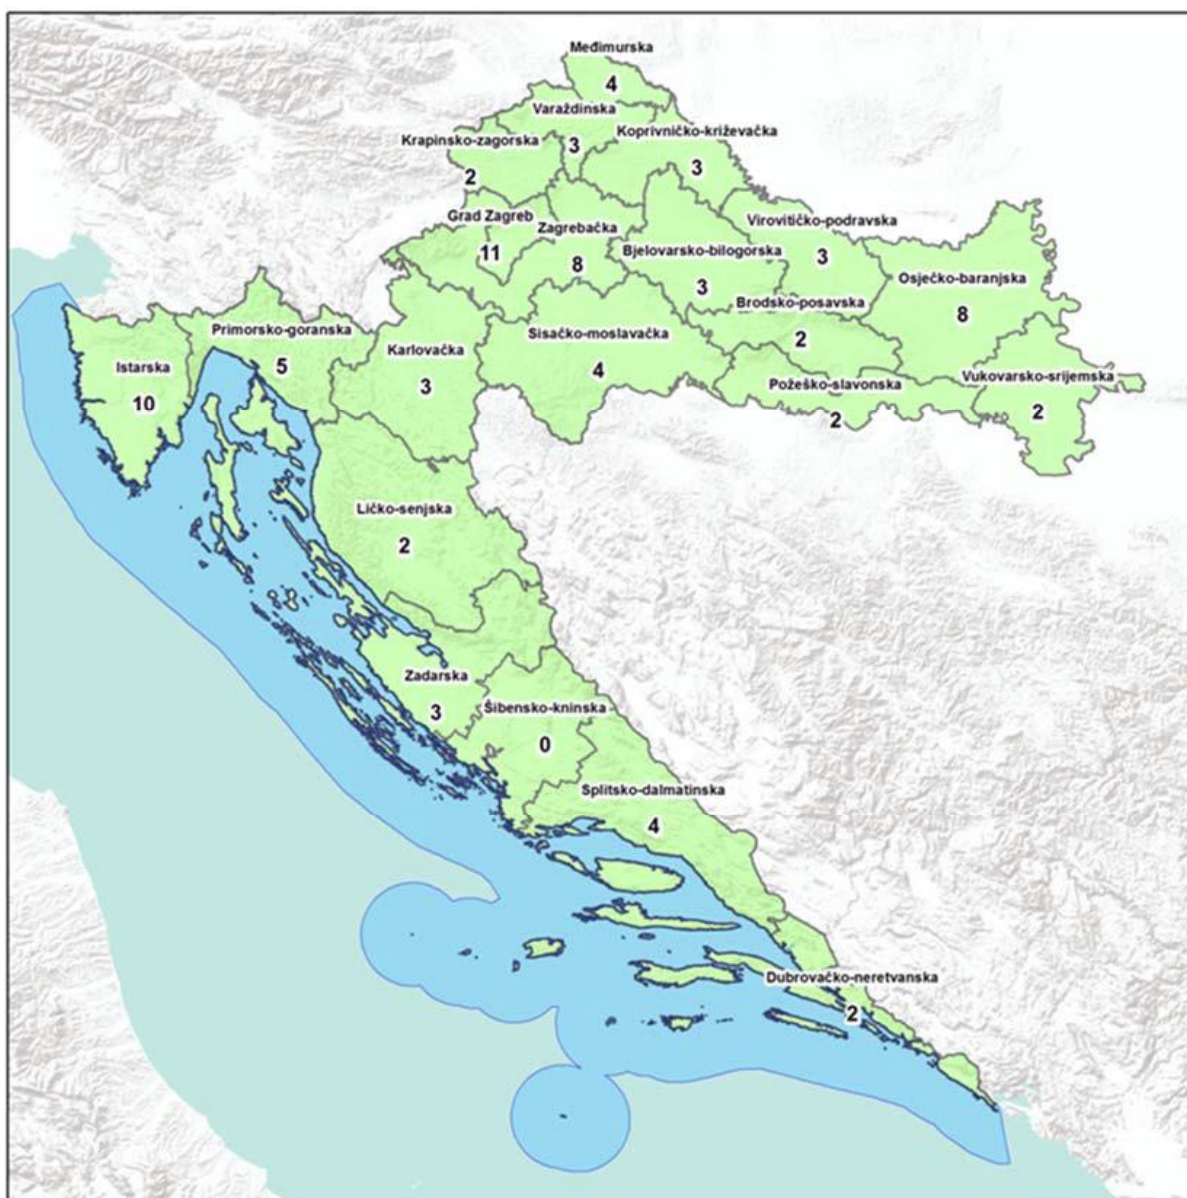 Međimurska
4
Varaždinska
3
Koprivničko-križevačka
3
Krapinsko-zagorska
2
Grad Zagreb
11
Zagrebačka
8
Virovitičko-podravska
3
Bjelovarsko-bilogorska
3
Osječko-baranjska
8
Brodsko-posavska
2
Primorsko-goranska
5
Sisačko-moslavačka
4
Karlovačka
3
Istarska
10
Požeško-slavonska
2
Vukovarsko-srijemska
2
Ličko-senjska
2
Zadarska
3
Šibensko-kninska
0
Splitsko-dalmatinska
4
Dubrovačko-neretvanska
2